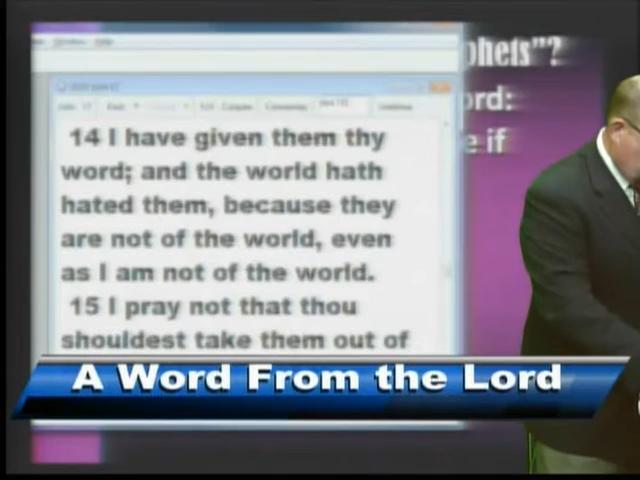 phets"?
ord:
e if
14 I have given them thy
word; and the world hath
hated them, because they
are not of the world, even
as I am not of the world.
15 I pray not that thou
shouldest take them out of
A Word From the Lord